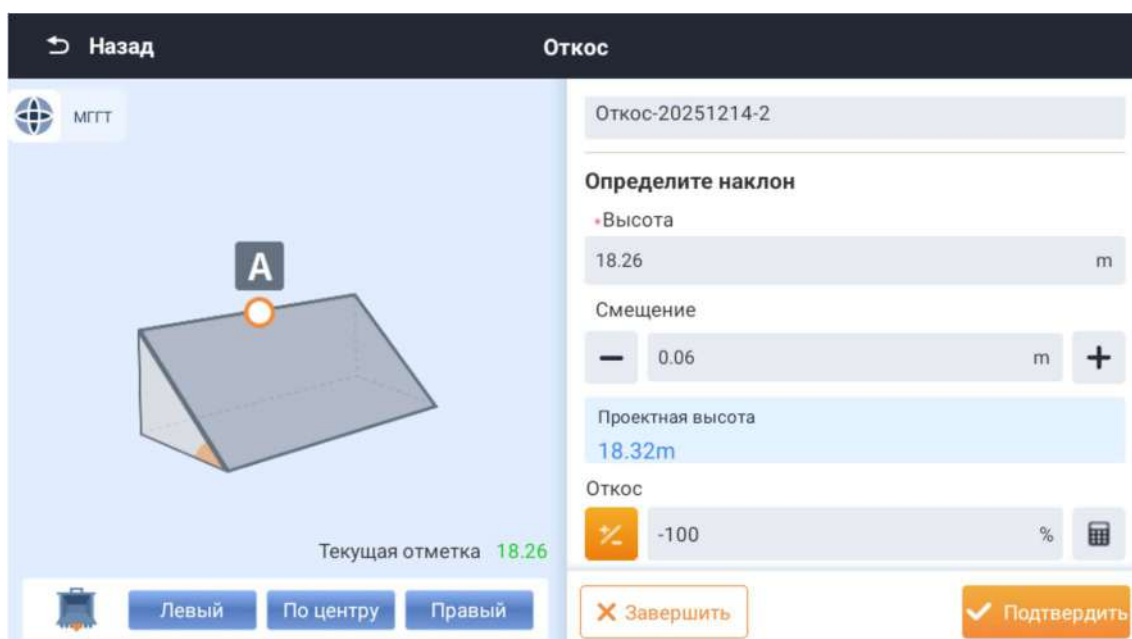 Назад
Откос
МГГТ
A
Текущая отметка 18.26
Левый
По центру
Правый
Откос-20251214-2
Определите наклон
*Высота
18.26 m
Смещение
− 0.06 m +
Проектная высота
18.32m
Откос
+/− -100 %
Завершить
Подтвердить